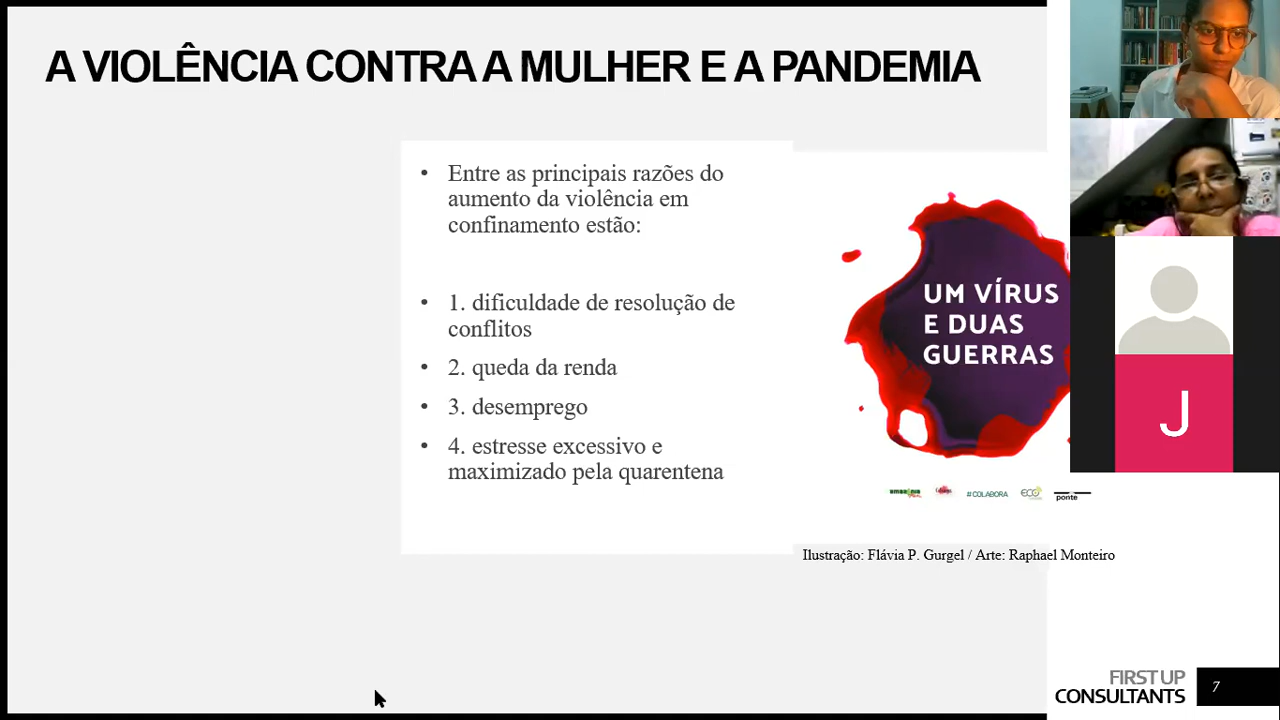 A VIOLÊNCIA CONTRA A MULHER E A PANDEMIA
• Entre as principais razões do
aumento da violência em
confinamento estão:
• 1. dificuldade de resolução de
conflitos
• 2. queda da renda
• 3. desemprego
• 4. estresse excessivo e
maximizado pela quarentena
UM VÍRUS
E DUAS
GUERRAS
#COLABORA
ECO
ponte
Ilustração: Flávia P. Gurgel / Arte: Raphael Monteiro
J
FIRST UP
CONSULTANTS
7